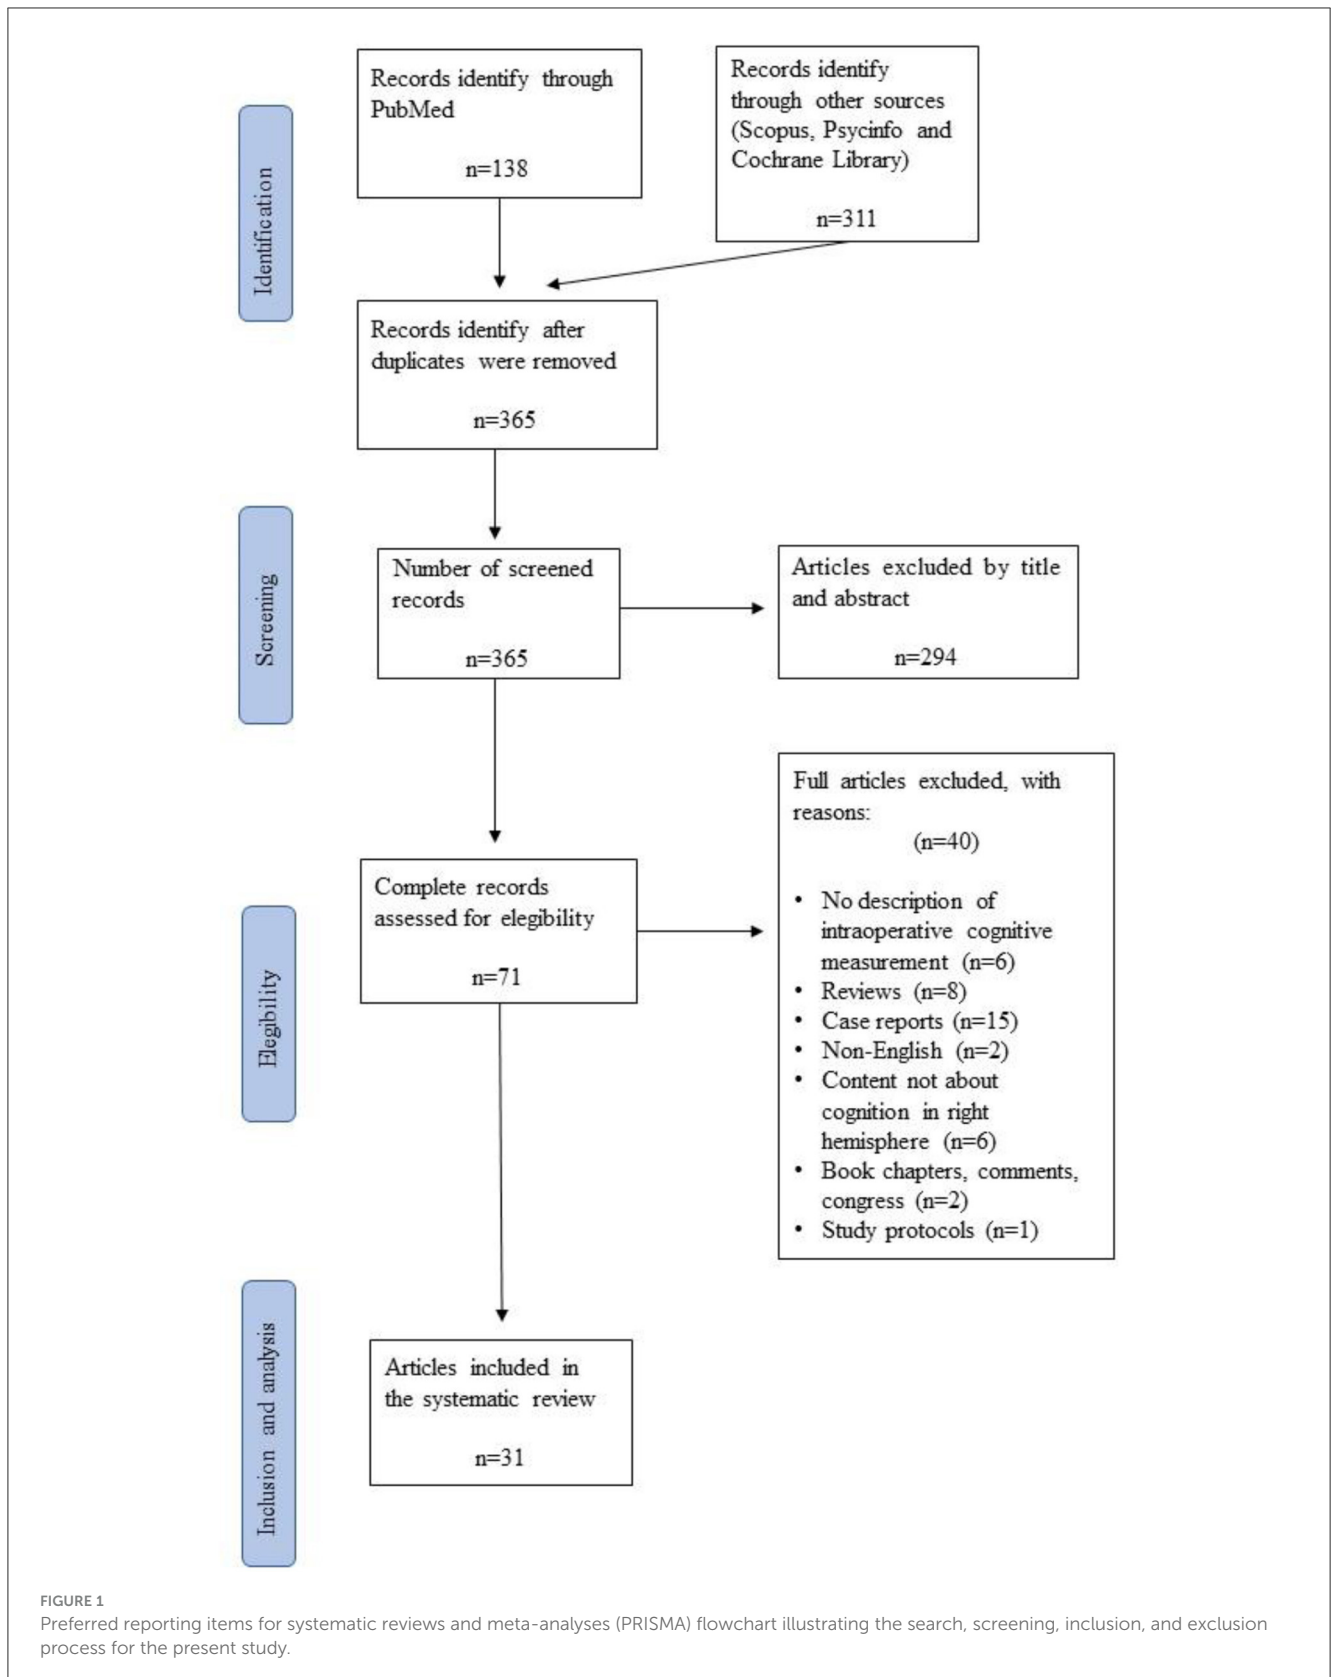 Identification
Records identify through
PubMed
n=138
Records identify
through other sources
(Scopus, Psycinfo and
Cochrane Library)
n=311
Records identify after
duplicates were removed
n=365
Screening
Number of screened
records
n=365
Articles excluded by title
and abstract
n=294
Elegibility
Complete records
assessed for elegibility
n=71
Full articles excluded, with
reasons:
(n=40)
• No description of
intraoperative cognitive
measurement (n=6)
• Reviews (n=8)
• Case reports (n=15)
• Non-English (n=2)
• Content not about
cognition in right
hemisphere (n=6)
• Book chapters, comments,
congress (n=2)
• Study protocols (n=1)
Inclusion and analysis
Articles included in
the systematic review
n=31
FIGURE 1
Preferred reporting items for systematic reviews and meta-analyses (PRISMA) flowchart illustrating the search, screening, inclusion, and exclusion
process for the present study.